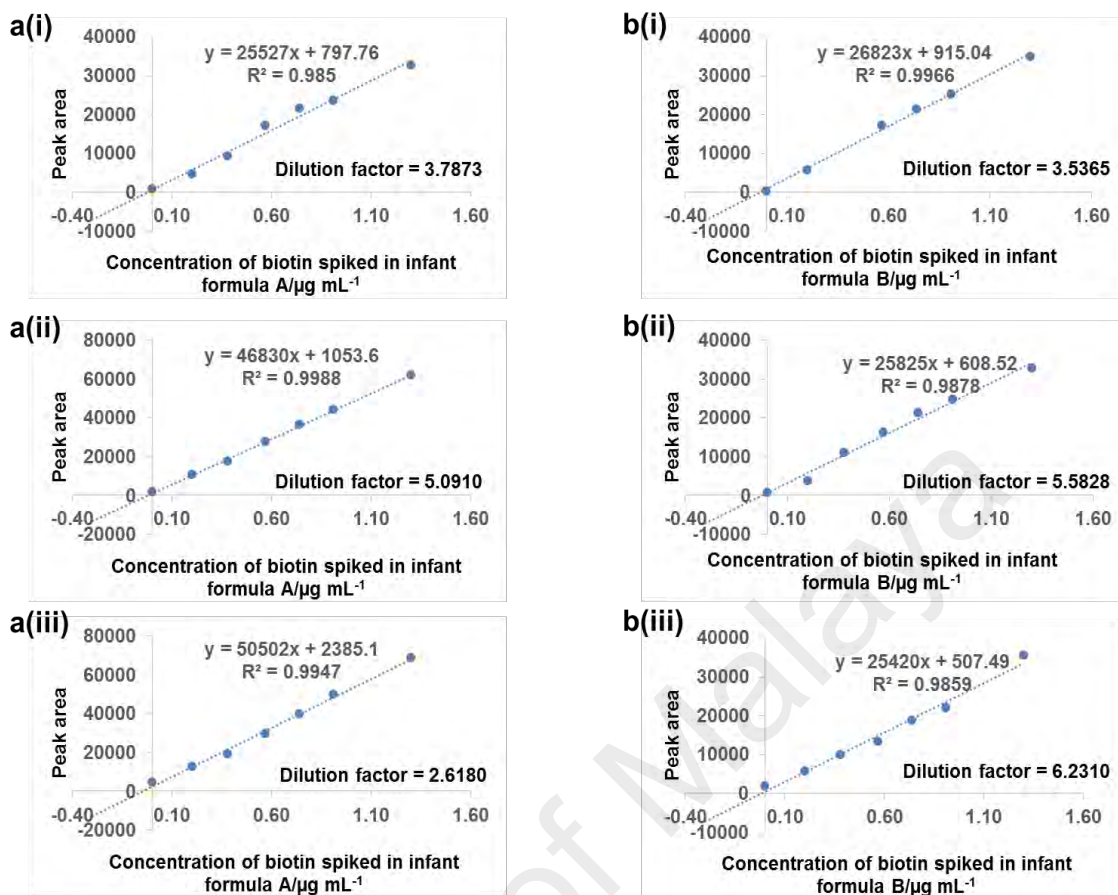 a(i)
40000
30000
20000
10000
0
-10000
-0.40 0.10 0.60 1.10 1.60
Peak area
y = 25527x + 797.76
R² = 0.985
Dilution factor = 3.7873
Concentration of biotin spiked in infant
formula A/µg mL⁻¹
b(i)
40000
30000
20000
10000
0
-10000
-0.40 0.10 0.60 1.10 1.60
Peak area
y = 26823x + 915.04
R² = 0.9966
Dilution factor = 3.5365
Concentration of biotin spiked in infant
formula B/µg mL⁻¹
a(ii)
80000
60000
40000
20000
0
-20000
-0.40 0.10 0.60 1.10 1.60
Peak area
y = 46830x + 1053.6
R² = 0.9988
Dilution factor = 5.0910
Concentration of biotin spiked in infant
formula A/µg mL⁻¹
b(ii)
40000
30000
20000
10000
0
-10000
-0.40 0.10 0.60 1.10 1.60
Peak area
y = 25825x + 608.52
R² = 0.9878
Dilution factor = 5.5828
Concentration of biotin spiked in infant
formula B/µg mL⁻¹
a(iii)
80000
60000
40000
20000
0
-20000
-0.40 0.10 0.60 1.10 1.60
Peak area
y = 50502x + 2385.1
R² = 0.9947
Dilution factor = 2.6180
Concentration of biotin spiked in infant
formula A/µg mL⁻¹
b(iii)
40000
30000
20000
10000
0
-10000
-0.40 0.10 0.60 1.10 1.60
Peak area
y = 25420x + 507.49
R² = 0.9859
Dilution factor = 6.2310
Concentration of biotin spiked in infant
formula B/µg mL⁻¹
of Malaya